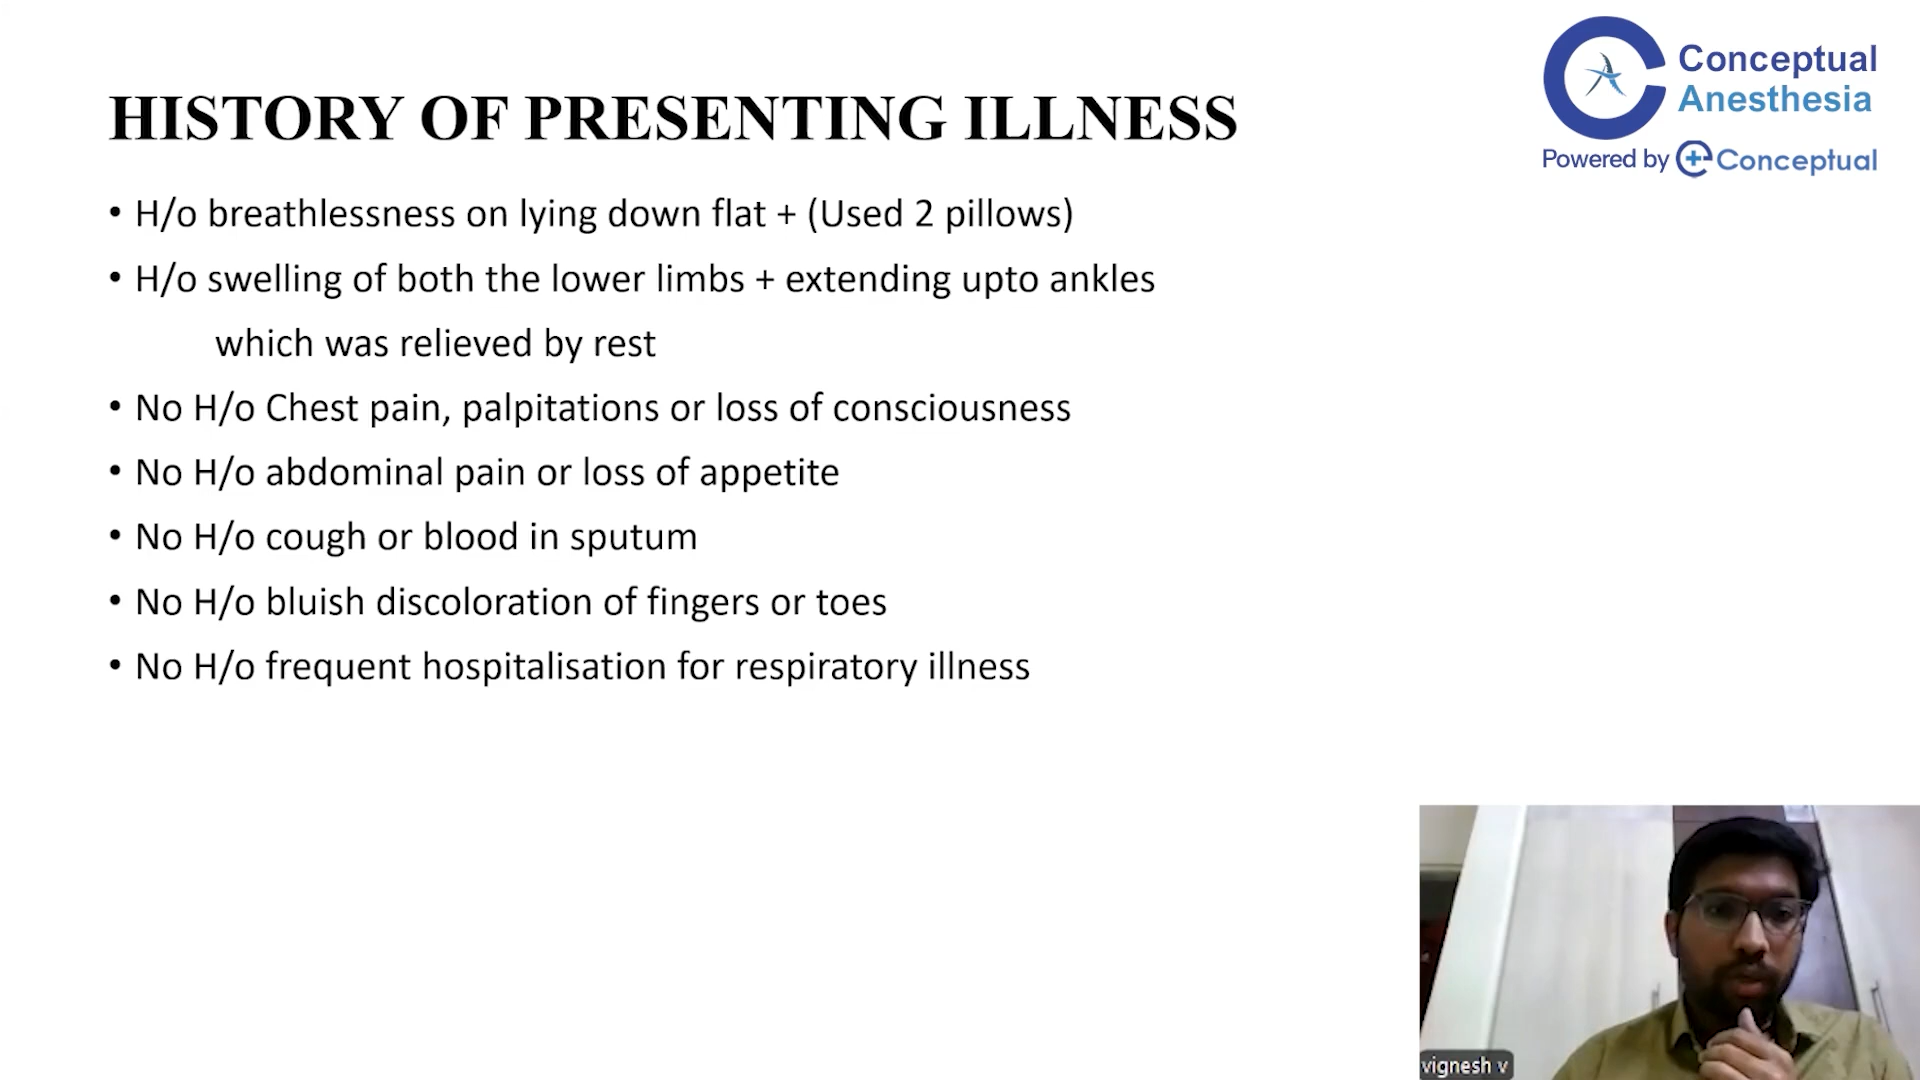 Conceptual
Anesthesia
Powered by Conceptual
HISTORY OF PRESENTING ILLNESS
• H/o breathlessness on lying down flat + (Used 2 pillows)
• H/o swelling of both the lower limbs + extending upto ankles
which was relieved by rest
• No H/o Chest pain, palpitations or loss of consciousness
• No H/o abdominal pain or loss of appetite
• No H/o cough or blood in sputum
• No H/o bluish discoloration of fingers or toes
• No H/o frequent hospitalisation for respiratory illness
vignesh v